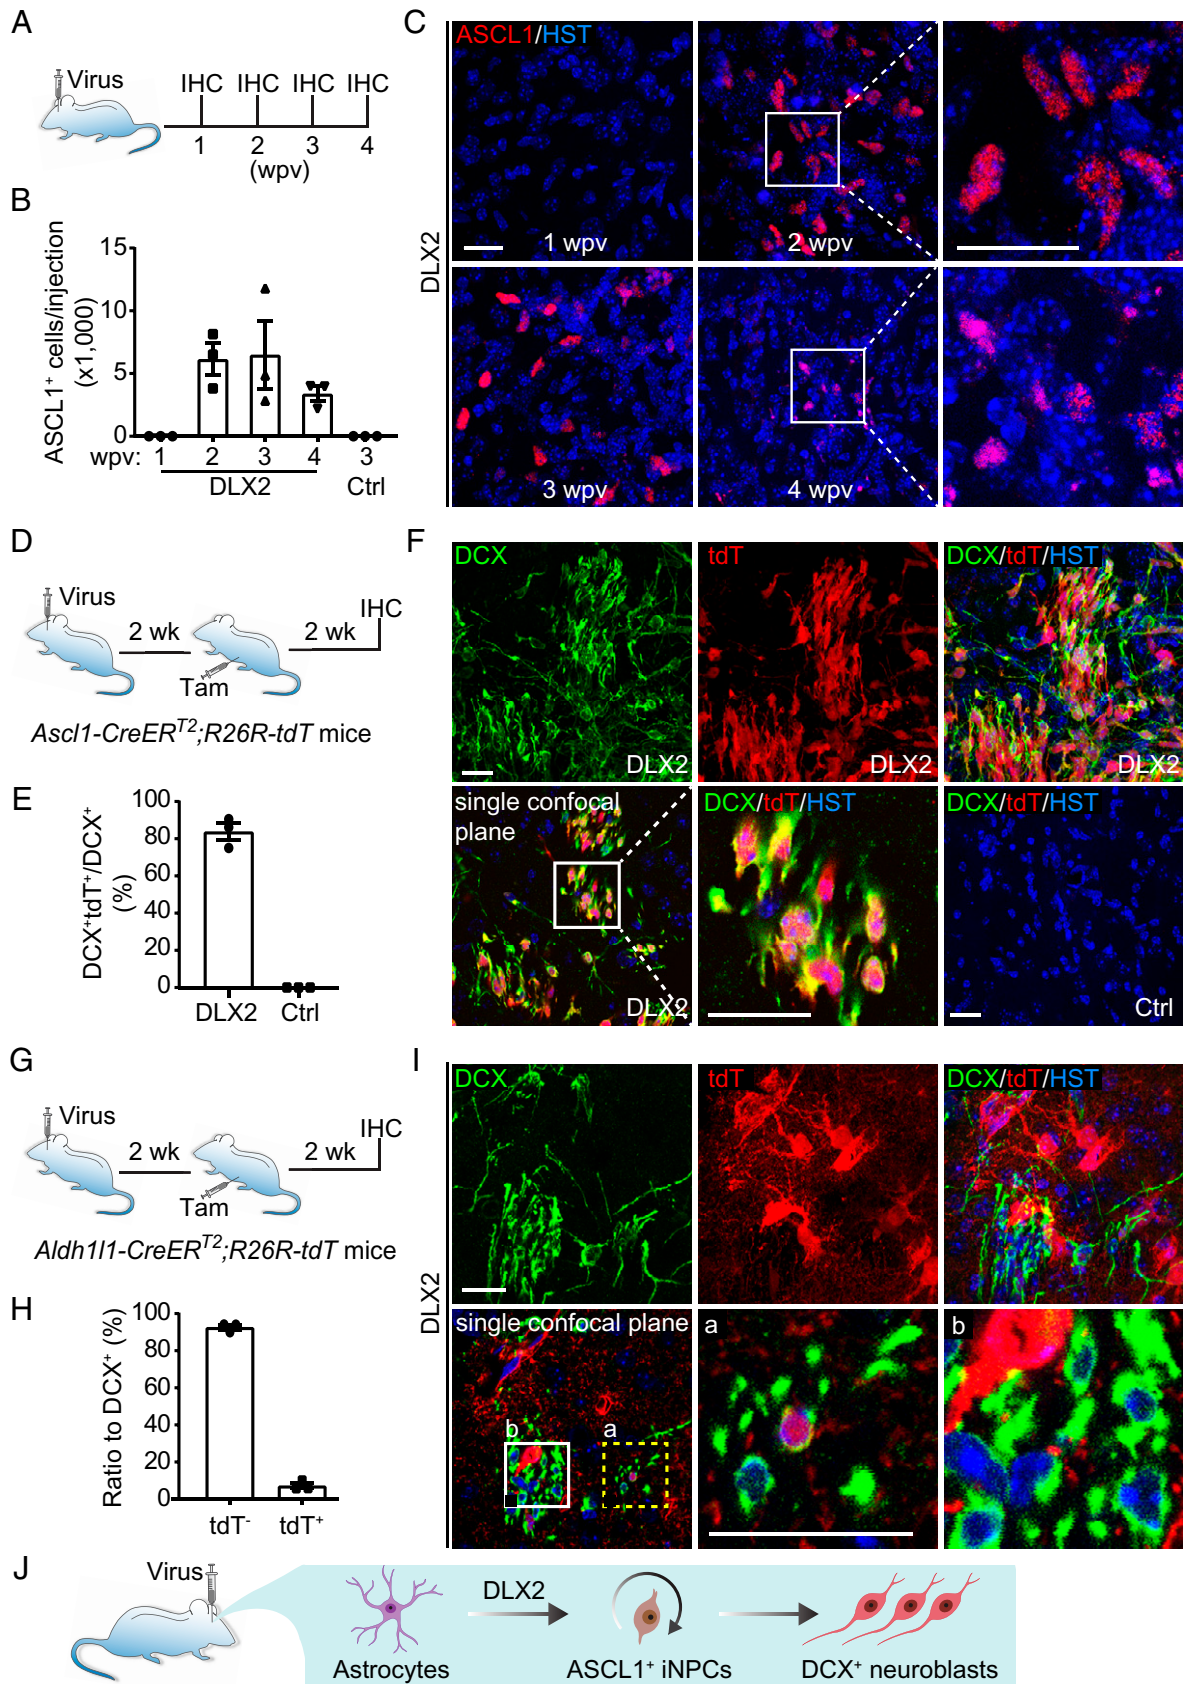 A
Virus
IHC IHC IHC IHC
1 2 3 4
(wpv)
B
ASCL1⁺ cells/injection
(x1,000)
15
10
5
0
wpv: 1 2 3 4 3
DLX2 Ctrl
C
DLX2
ASCL1/HST
1 wpv
2 wpv
3 wpv
4 wpv
D
Virus
2 wk
Tam
2 wk
IHC
Ascl1-CreERᵀ²;R26R-tdT mice
E
DCX⁺tdT⁺/DCX⁺
(%)
100
80
60
40
20
0
DLX2 Ctrl
F
DCX
DLX2
tdT
DLX2
DCX/tdT/HST
DLX2
single confocal
plane
DLX2
DCX/tdT/HST
DCX/tdT/HST
Ctrl
G
Virus
2 wk
Tam
2 wk
IHC
Aldh1l1-CreERᵀ²;R26R-tdT mice
H
Ratio to DCX⁺ (%)
100
80
60
40
20
0
tdT⁻ tdT⁺
I
DLX2
DCX
tdT
DCX/tdT/HST
single confocal plane
b
a
a
b
J
Virus
Astrocytes
DLX2
ASCL1⁺ iNPCs
DCX⁺ neuroblasts